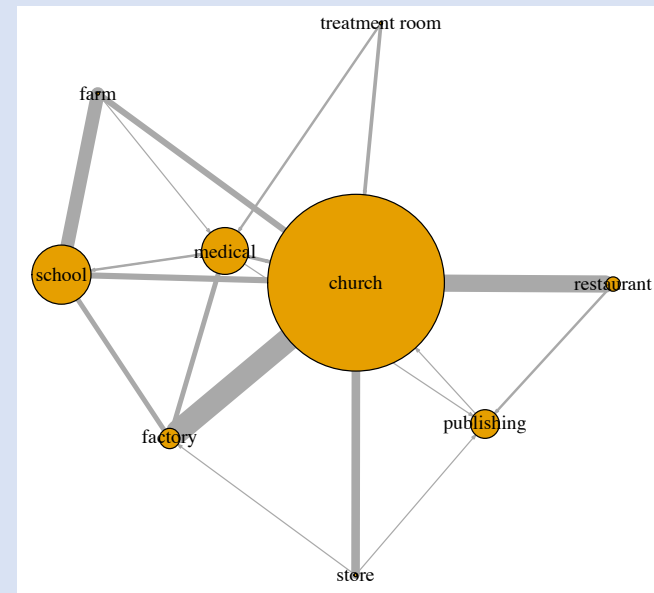 treatment room
farm
medical
school
church
restaurant
publishing
factory
store